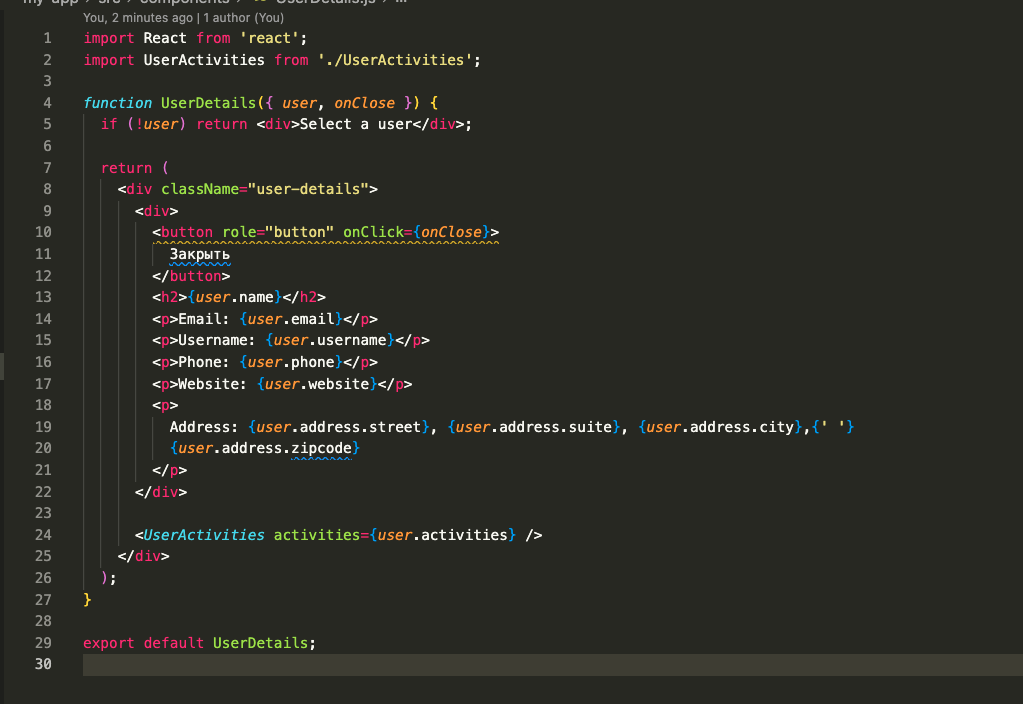 my-app > src > components > UserDetails.js > ...
You, 2 minutes ago | 1 author (You)
1 import React from 'react';
2 import UserActivities from './UserActivities';
3
4 function UserDetails({ user, onClose }) {
5 if (!user) return <div>Select a user</div>;
6
7 return (
8 <div className="user-details">
9 <div>
10 <button role="button" onClick={onClose}>
11 Закрыть
12 </button>
13 <h2>{user.name}</h2>
14 <p>Email: {user.email}</p>
15 <p>Username: {user.username}</p>
16 <p>Phone: {user.phone}</p>
17 <p>Website: {user.website}</p>
18 <p>
19 Address: {user.address.street}, {user.address.suite}, {user.address.city},{' '}
20 {user.address.zipcode}
21 </p>
22 </div>
23
24 <UserActivities activities={user.activities} />
25 </div>
26 );
27 }
28
29 export default UserDetails;
30